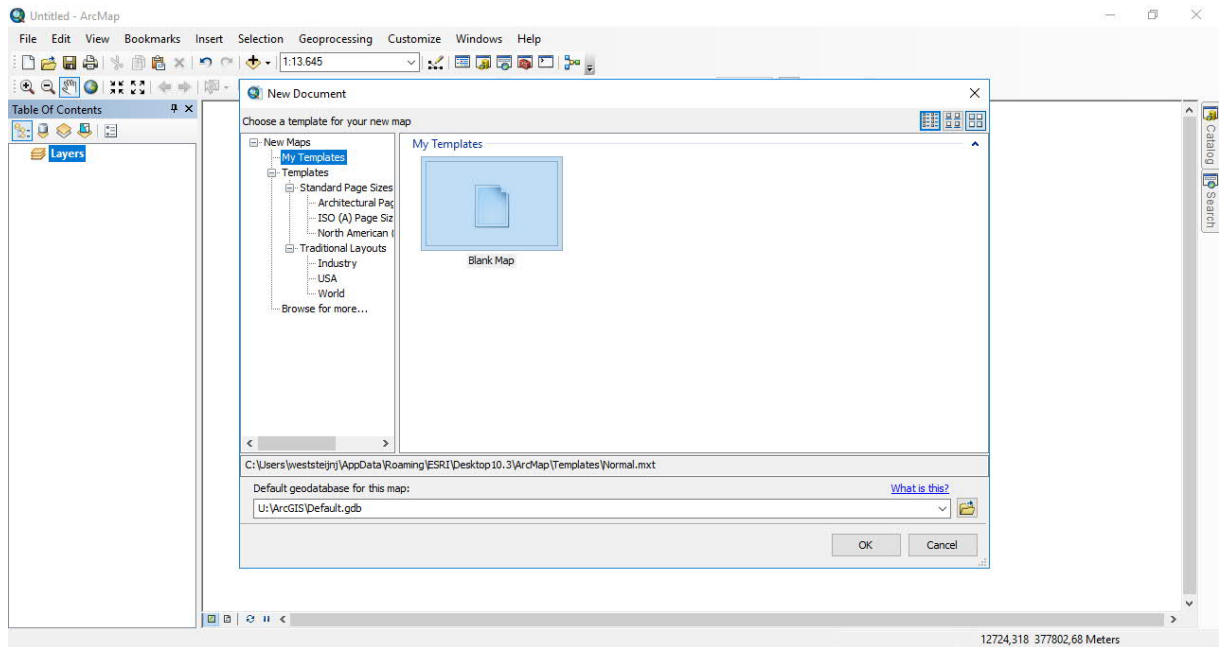 Untitled - ArcMap
File Edit View Bookmarks Insert Selection Geoprocessing Customize Windows Help
1:13.645
Table Of Contents
Layers
New Document
Choose a template for your new map
New Maps
My Templates
Templates
Standard Page Sizes
Architectural Pag
ISO (A) Page Siz
North American (
Traditional Layouts
Industry
USA
World
Browse for more...
My Templates
Blank Map
C:\Users\weststeijnj\AppData\Roaming\ESRI\Desktop10.3\ArcMap\Templates\Normal.mxt
Default geodatabase for this map:
What is this?
U:\ArcGIS\Default.gdb
OK Cancel
Catalog
Search
12724,318 377802,68 Meters